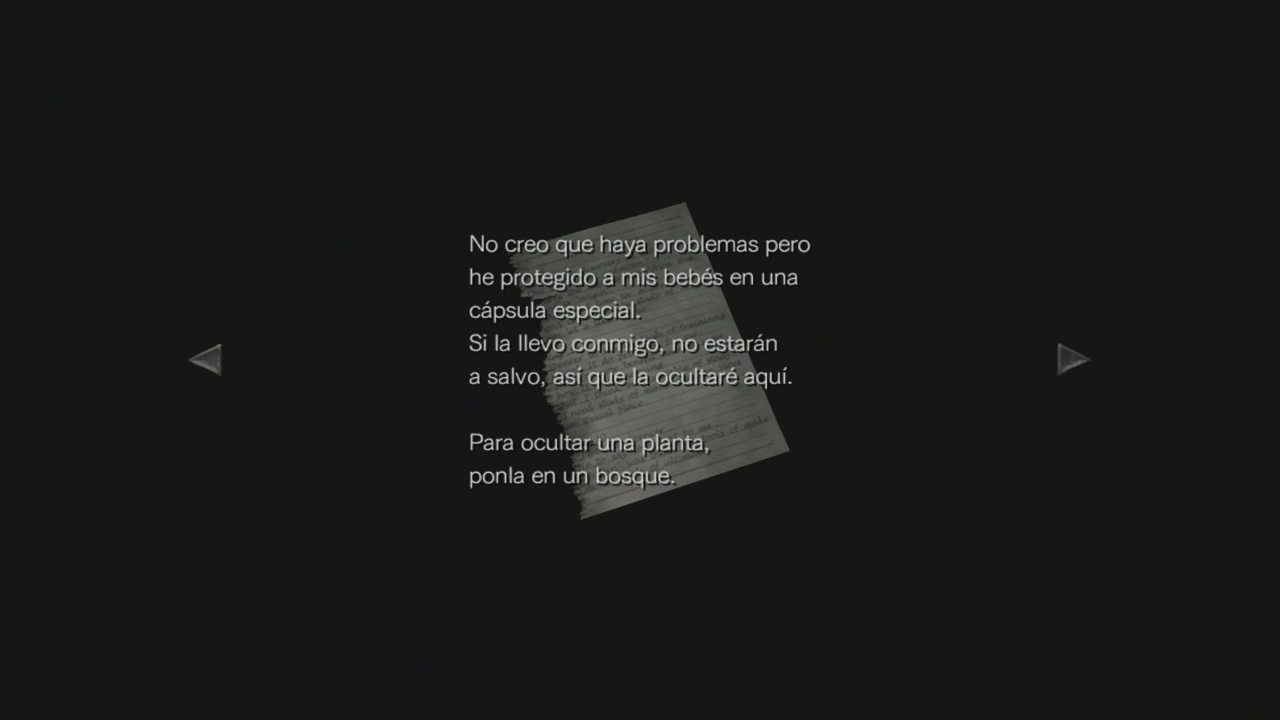 No creo que haya problemas pero
he protegido a mis bebés en una
cápsula especial.
Si la llevo conmigo, no estarán
a salvo, así que la ocultaré aquí.
Para ocultar una planta,
ponla en un bosque.